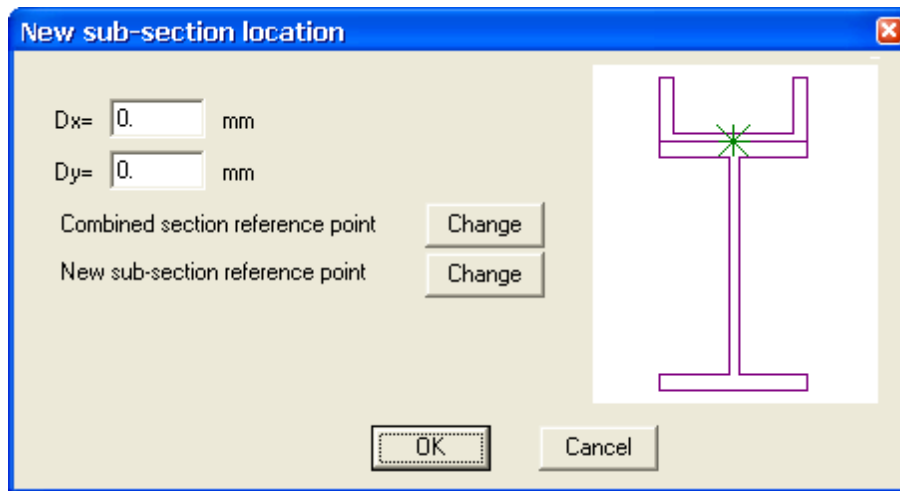 New sub-section location
Dx= 0. mm
Dy= 0. mm
Combined section reference point Change
New sub-section reference point Change
OK Cancel